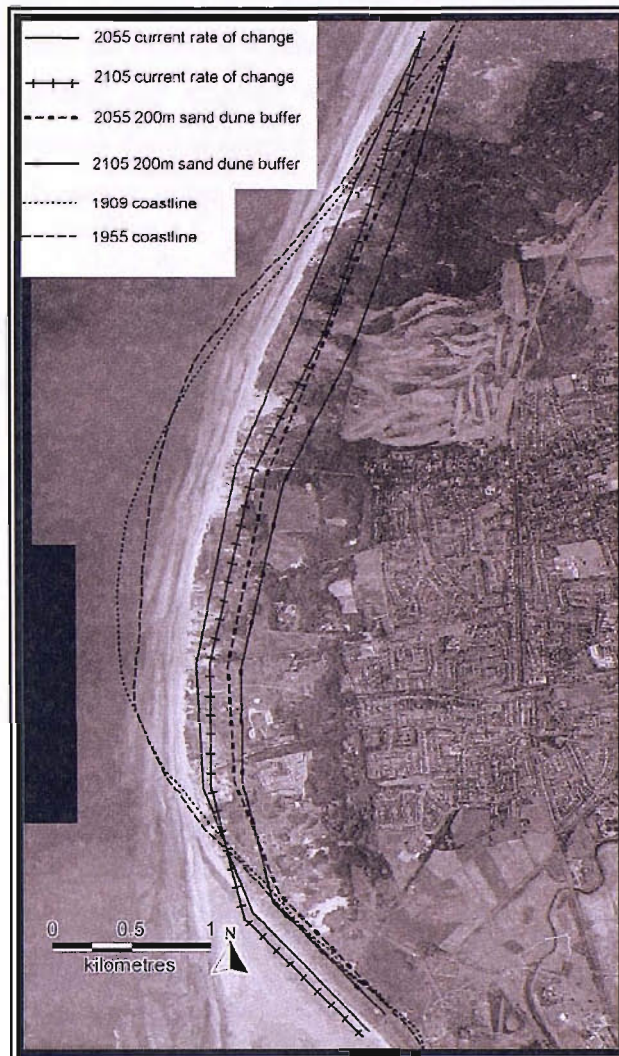 2055 current rate of change
2105 current rate of change
2055 200m sand dune buffer
2105 200m sand dune buffer
1909 coastline
1955 coastline
0 0.5 1
N
kilometres